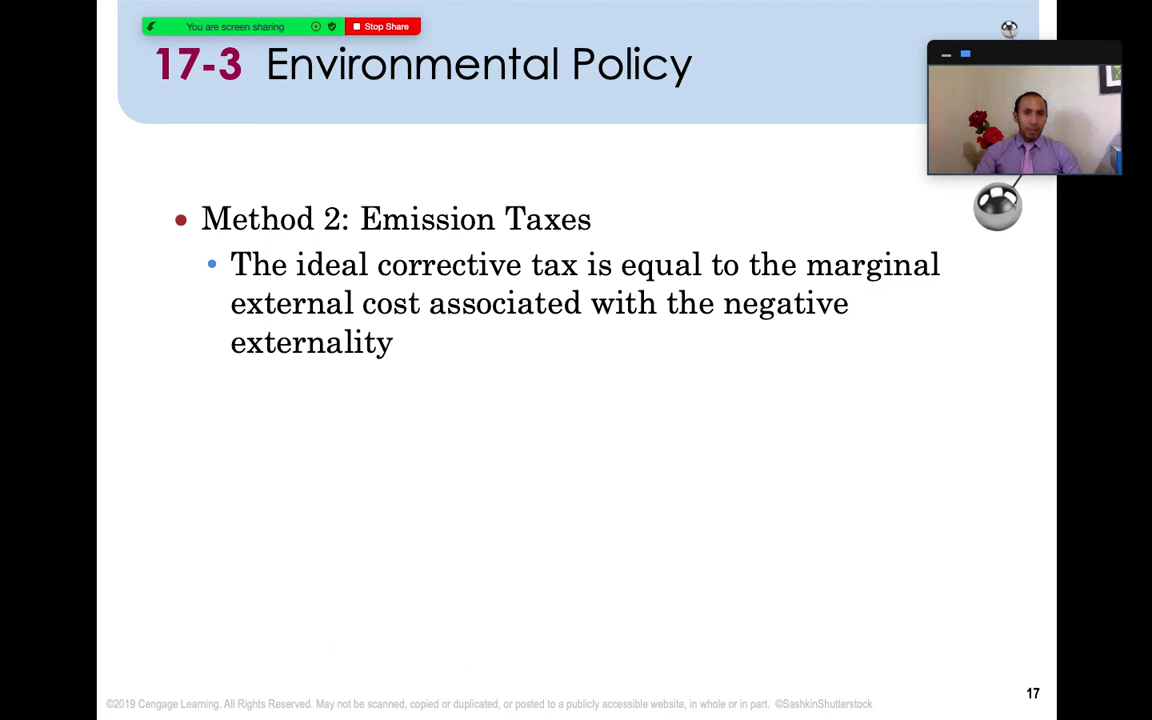 You are screen sharing
Stop Share
17-3 Environmental Policy
• Method 2: Emission Taxes
• The ideal corrective tax is equal to the marginal
external cost associated with the negative
externality
17
©2019 Cengage Learning. All Rights Reserved. May not be scanned, copied or duplicated, or posted to a publicly accessible website, in whole or in part. ©SashkinShutterstock